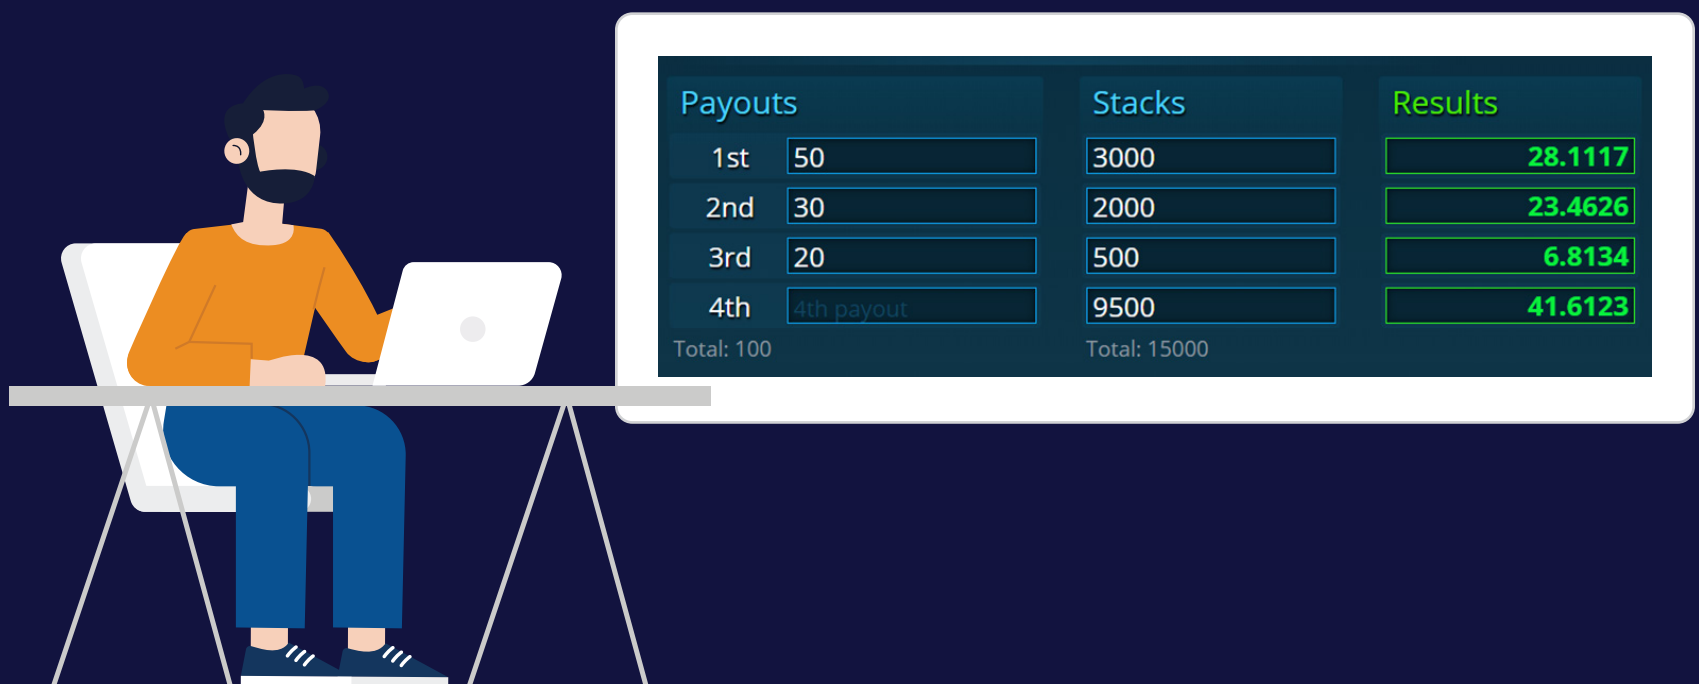 Payouts Stacks Results
1st 50 3000 28.1117
2nd 30 2000 23.4626
3rd 20 500 6.8134
4th 4th payout 9500 41.6123
Total: 100 Total: 15000